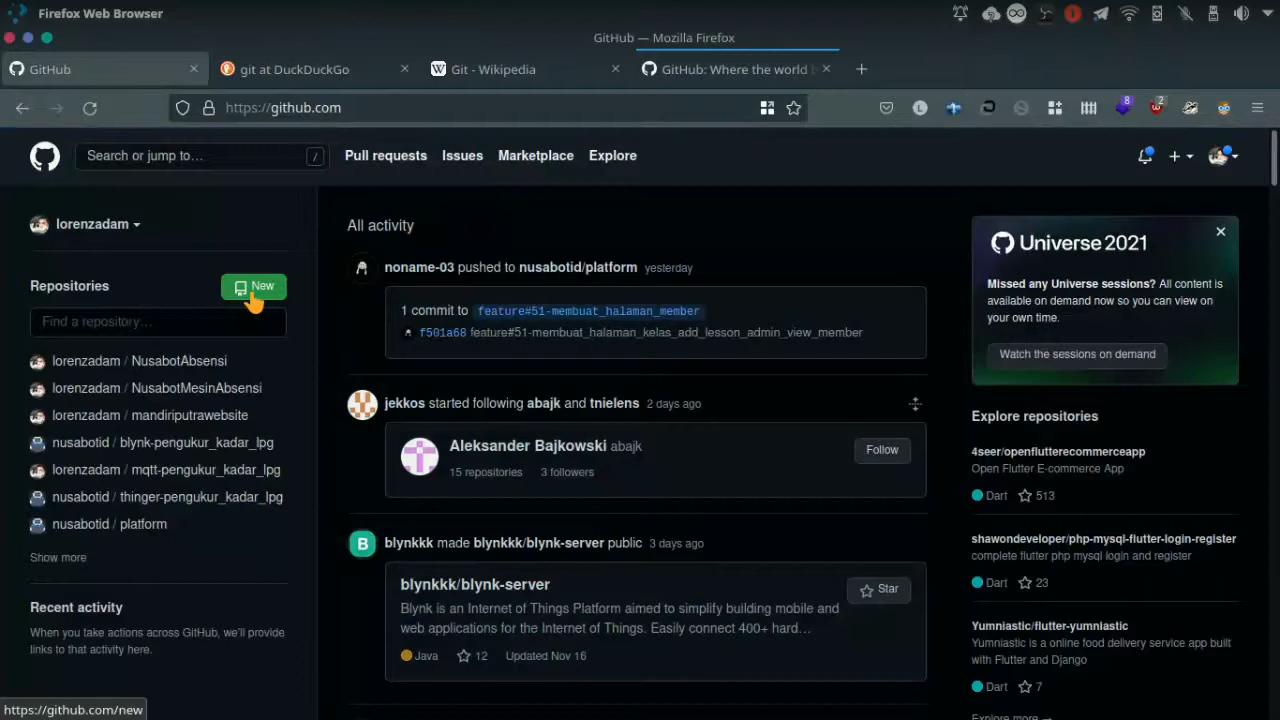 Firefox Web Browser
GitHub — Mozilla Firefox
GitHub
git at DuckDuckGo
Git - Wikipedia
GitHub: Where the world
https://github.com
8
2
Search or jump to…
/
Pull requests
Issues
Marketplace
Explore
lorenzadam
Repositories
New
Find a repository…
lorenzadam / NusabotAbsensi
lorenzadam / NusabotMesinAbsensi
lorenzadam / mandiriputrawebsite
nusabotid / blynk-pengukur_kadar_lpg
lorenzadam / mqtt-pengukur_kadar_lpg
nusabotid / thinger-pengukur_kadar_lpg
nusabotid / platform
Show more
Recent activity
When you take actions across GitHub, we'll provide
links to that activity here.
All activity
noname-03 pushed to nusabotid/platform yesterday
1 commit to feature#51-membuat_halaman_member
f501a68 feature#51-membuat_halaman_kelas_add_lesson_admin_view_member
jekkos started following abajk and tnielens 2 days ago
Aleksander Bajkowski abajk
15 repositories 3 followers
Follow
B
blynkkk made blynkkk/blynk-server public 3 days ago
blynkkk/blynk-server
Star
Blynk is an Internet of Things Platform aimed to simplify building mobile and
web applications for the Internet of Things. Easily connect 400+ hard…
Java 12 Updated Nov 16
Universe 2021
Missed any Universe sessions? All content is
available on demand now so you can view on
your own time.
Watch the sessions on demand
Explore repositories
4seer/openflutterecommerceapp
Open Flutter E-commerce App
Dart 513
shawondeveloper/php-mysql-flutter-login-register
complete flutter php mysql login and register
Dart 23
Yumniastic/flutter-yumniastic
Yumniastic is a online food delivery service app built
with Flutter and Django
Dart 7
Explore more →
https://github.com/new